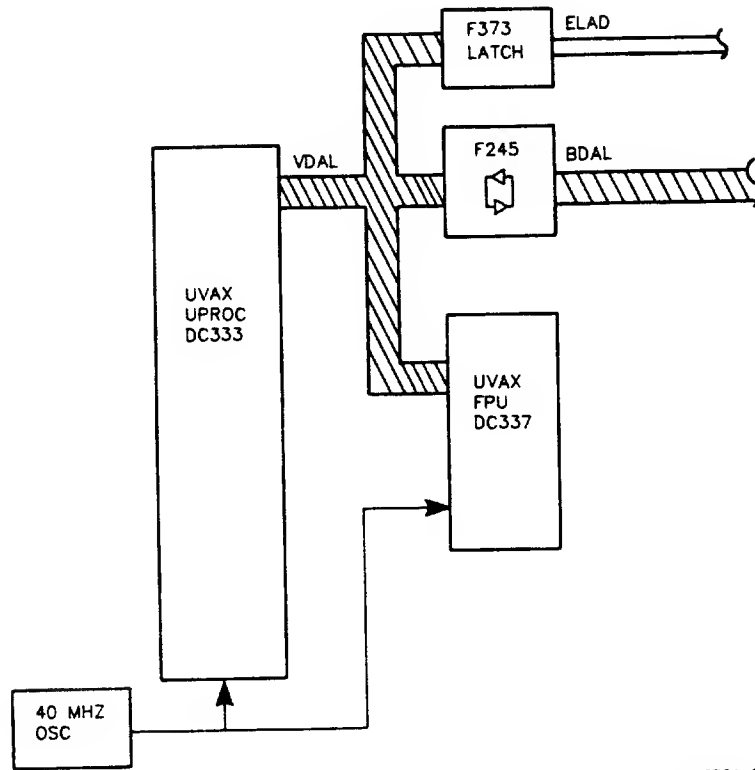 F373
LATCH
ELAD
F245
BDAL
VDAL
UVAX
UPROC
DC333
UVAX
FPU
DC337
40 MHZ
OSC